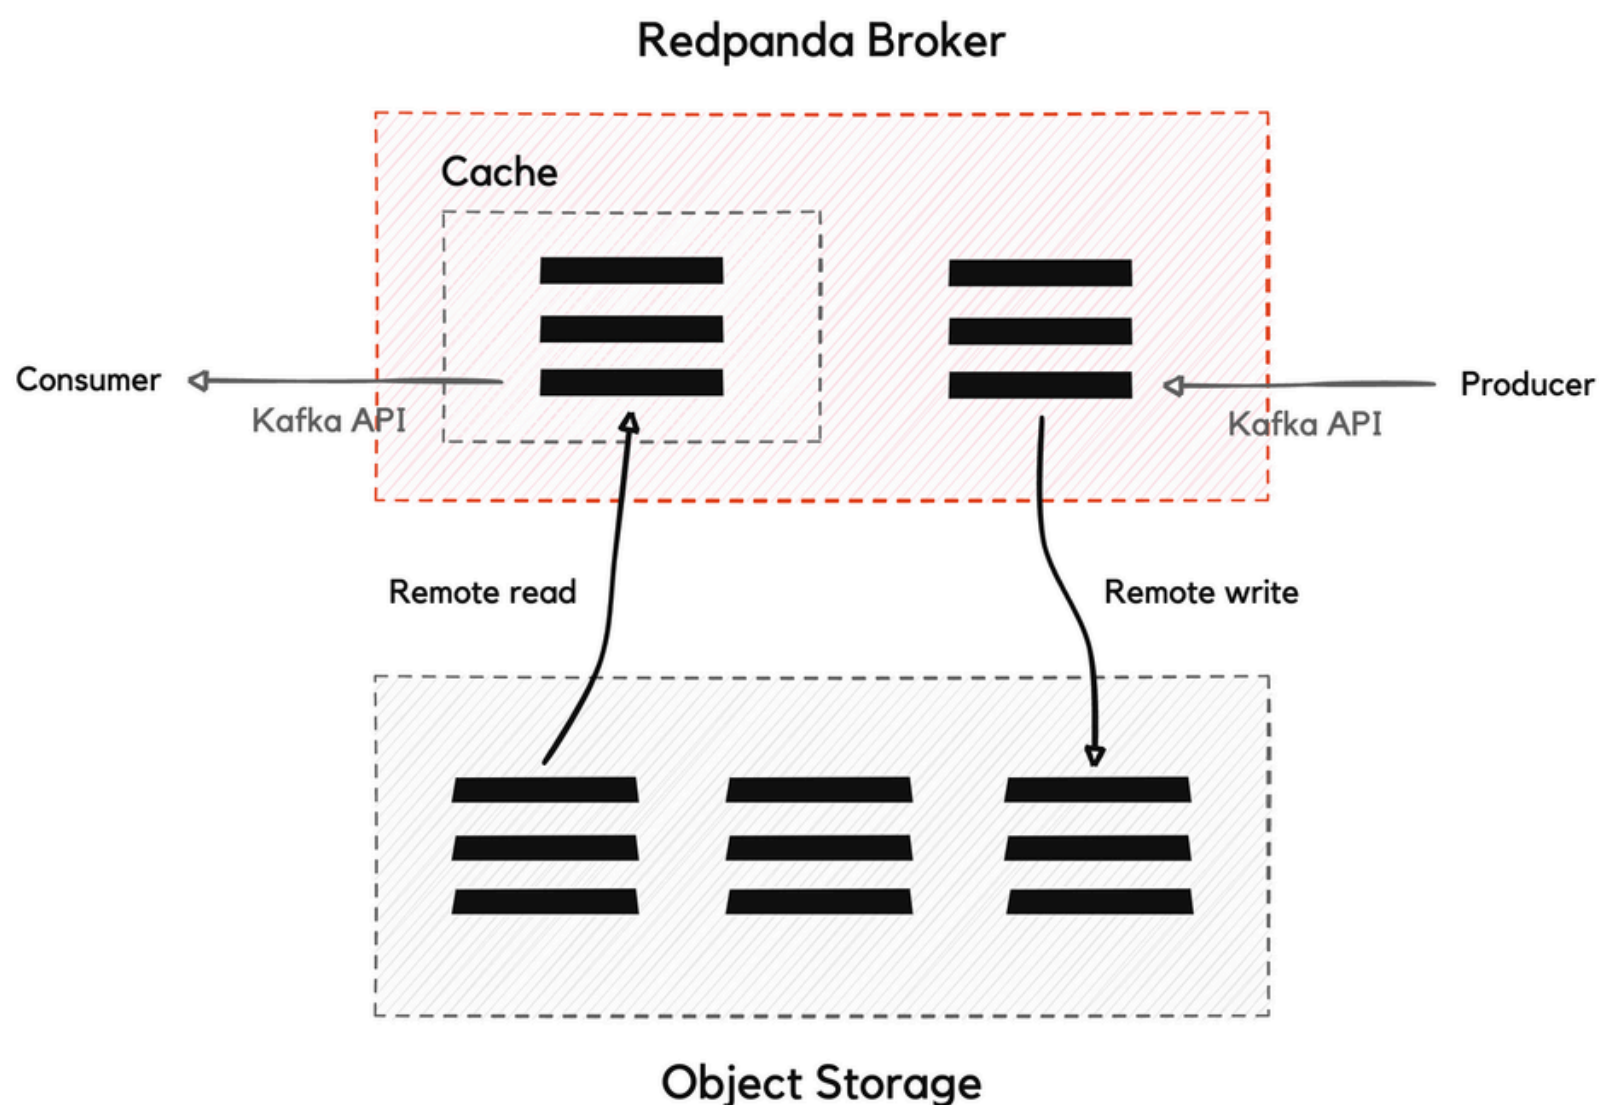 Redpanda Broker
Cache
Consumer
Kafka API
Producer
Kafka API
Remote read
Remote write
Object Storage